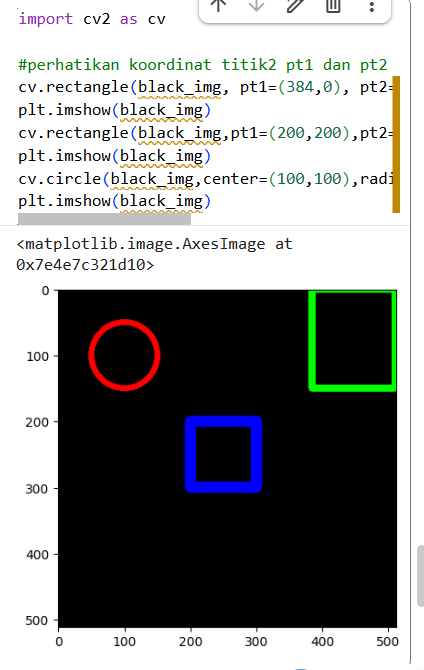 import cv2 as cv
#perhatikan koordinat titik2 pt1 dan pt2
cv.rectangle(black_img, pt1=(384,0), pt2=
plt.imshow(black_img)
cv.rectangle(black_img,pt1=(200,200),pt2=
plt.imshow(black_img)
cv.circle(black_img,center=(100,100),radi
plt.imshow(black_img)
<matplotlib.image.AxesImage at
0x7e4e7c321d10>
0
100
200
300
400
500
0 100 200 300 400 500